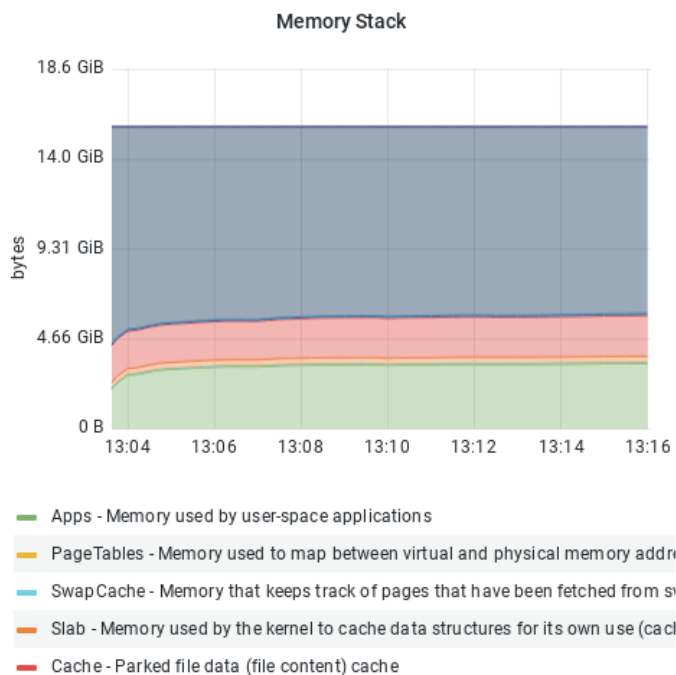 Memory Stack
18.6 GiB
14.0 GiB
9.31 GiB
4.66 GiB
0 B
bytes
13:04 13:06 13:08 13:10 13:12 13:14 13:16
Apps - Memory used by user-space applications
PageTables - Memory used to map between virtual and physical memory addre
SwapCache - Memory that keeps track of pages that have been fetched from sw
Slab - Memory used by the kernel to cache data structures for its own use (cacl
Cache - Parked file data (file content) cache